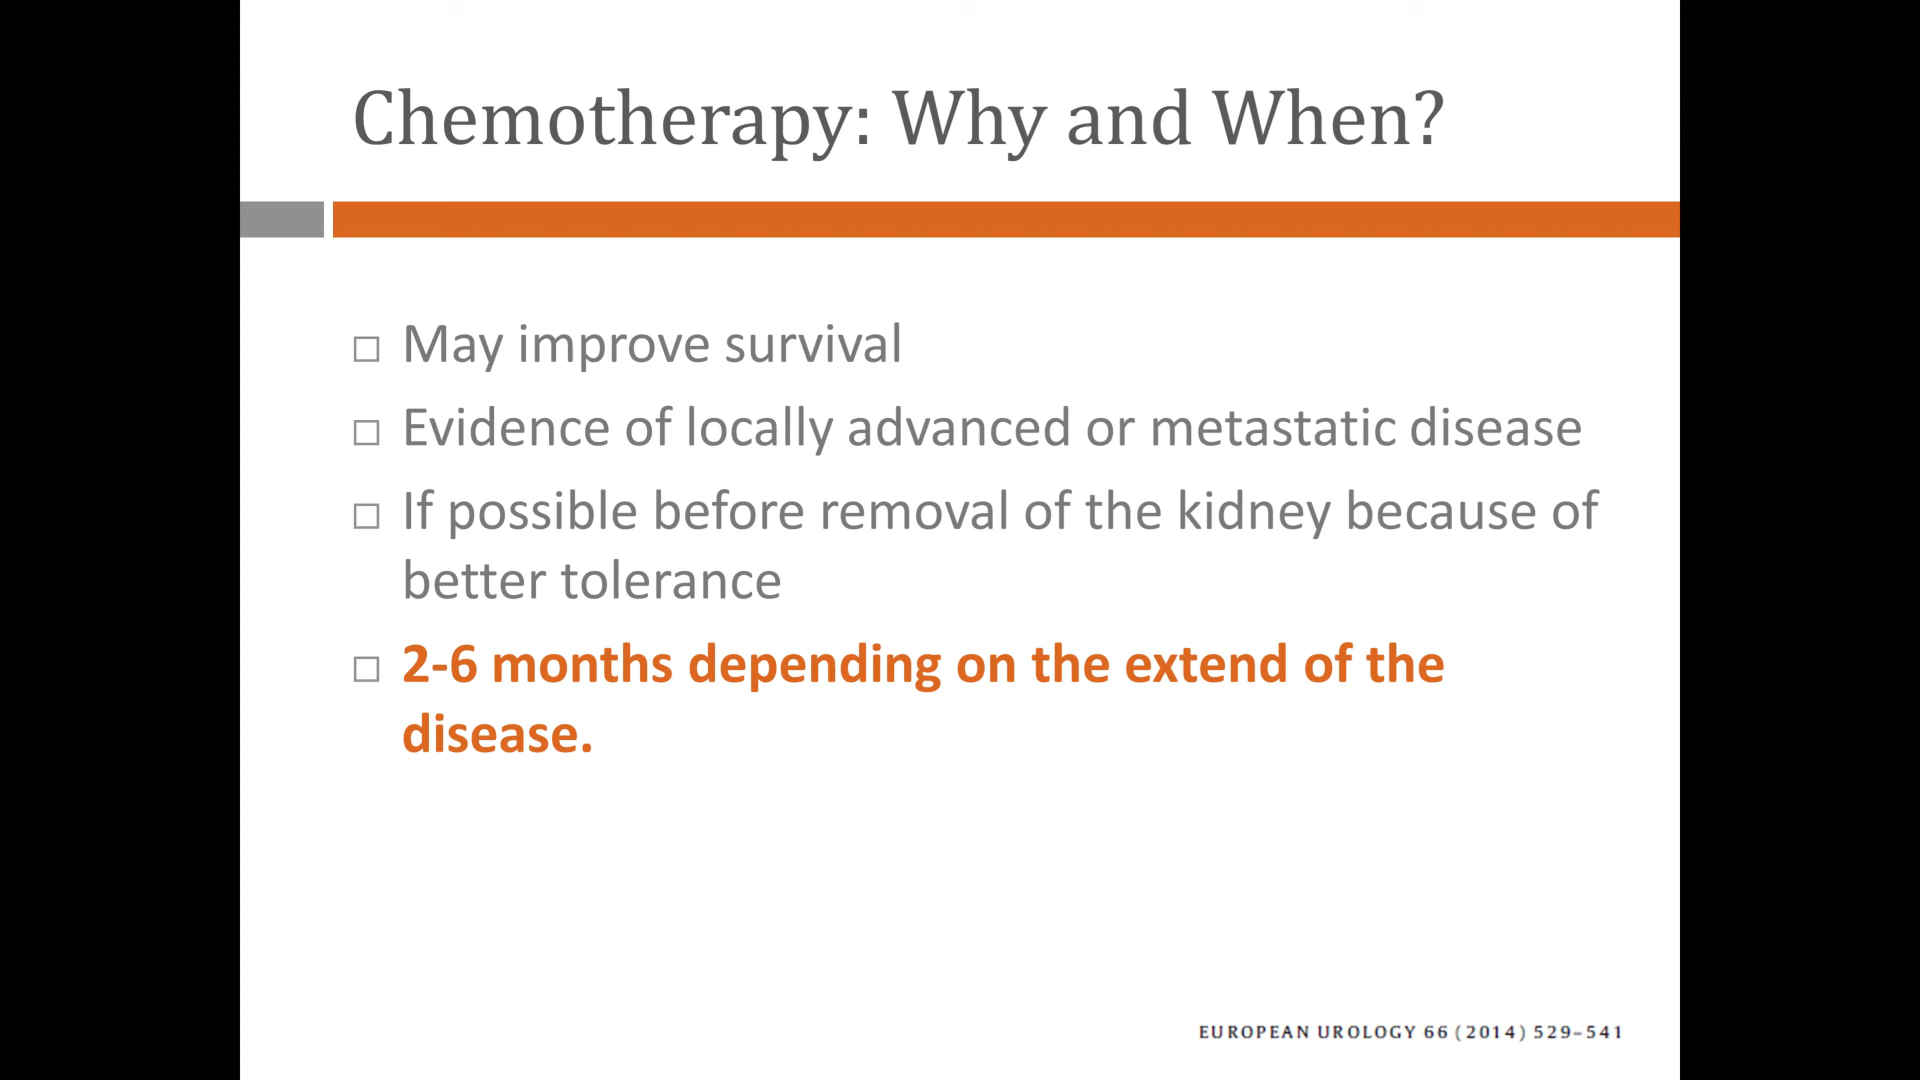 Chemotherapy: Why and When?
May improve survival
Evidence of locally advanced or metastatic disease
If possible before removal of the kidney because of
better tolerance
2-6 months depending on the extend of the
disease.
EUROPEAN UROLOGY 66 (2014) 529–541